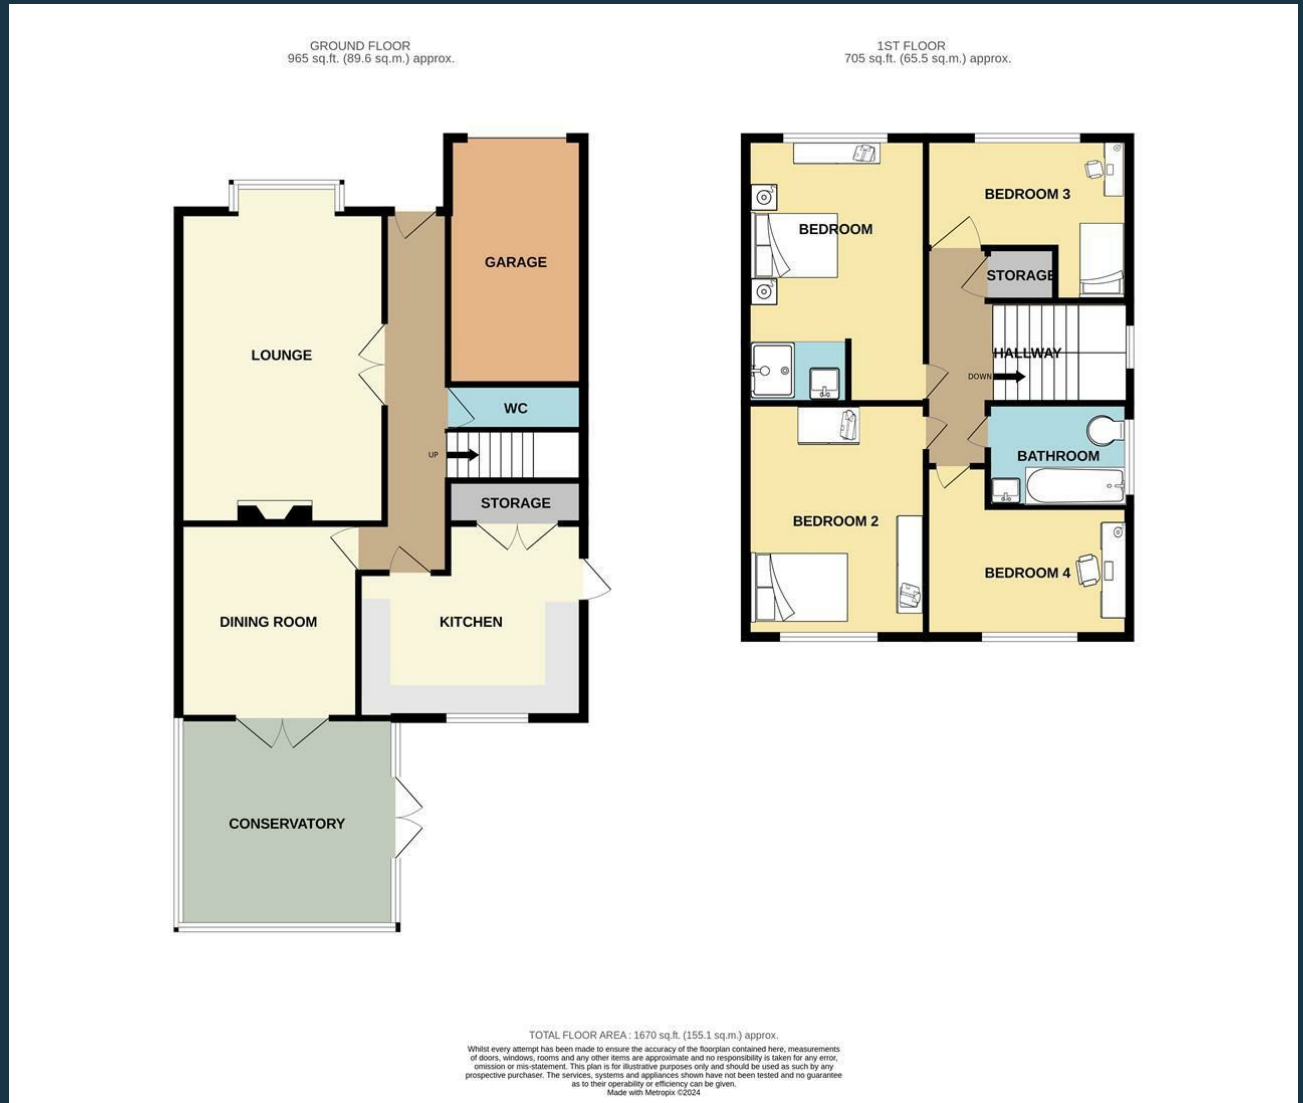 GROUND FLOOR
965 sq.ft. (89.6 sq.m.) approx.
1ST FLOOR
705 sq.ft. (65.5 sq.m.) approx.
GARAGE
LOUNGE
WC
UP
STORAGE
DINING ROOM
KITCHEN
CONSERVATORY
BEDROOM
BEDROOM 3
STORAGE
HALLWAY
DOWN
BATHROOM
BEDROOM 2
BEDROOM 4
TOTAL FLOOR AREA : 1670 sq.ft. (155.1 sq.m.) approx.
Whilst every attempt has been made to ensure the accuracy of the floorplan contained here, measurements
of doors, windows, rooms and any other items are approximate and no responsibility is taken for any error,
omission or mis-statement. This plan is for illustrative purposes only and should be used as such by any
prospective purchaser. The services, systems and appliances shown have not been tested and no guarantee
as to their operability or efficiency can be given.
Made with Metropix ©2024